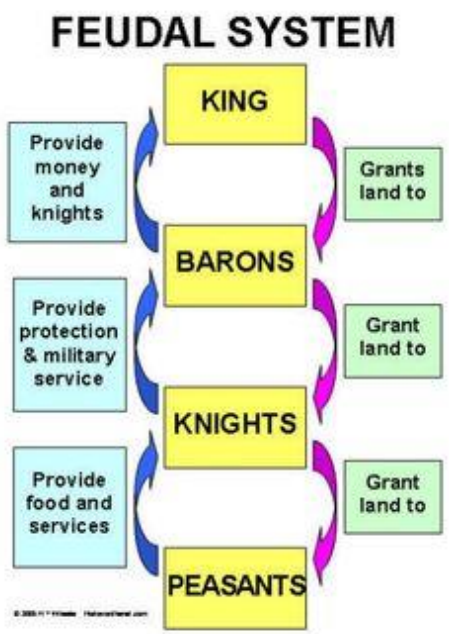 FEUDAL SYSTEM
KING
Provide
money
and
knights
Grants
land to
BARONS
Provide
protection
& military
service
Grant
land to
KNIGHTS
Provide
food and
services
Grant
land to
PEASANTS